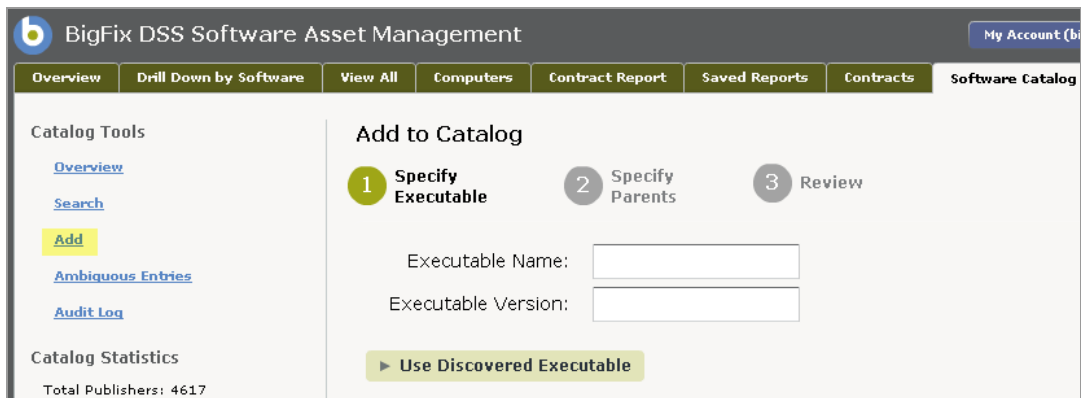 BigFix DSS Software Asset Management
My Account (bi
Overview
Drill Down by Software
View All
Computers
Contract Report
Saved Reports
Contracts
Software Catalog
Catalog Tools
Overview
Search
Add
Ambiguous Entries
Audit Log
Catalog Statistics
Total Publishers: 4617
Add to Catalog
1 Specify
Executable
2 Specify
Parents
3 Review
Executable Name:
Executable Version:
► Use Discovered Executable